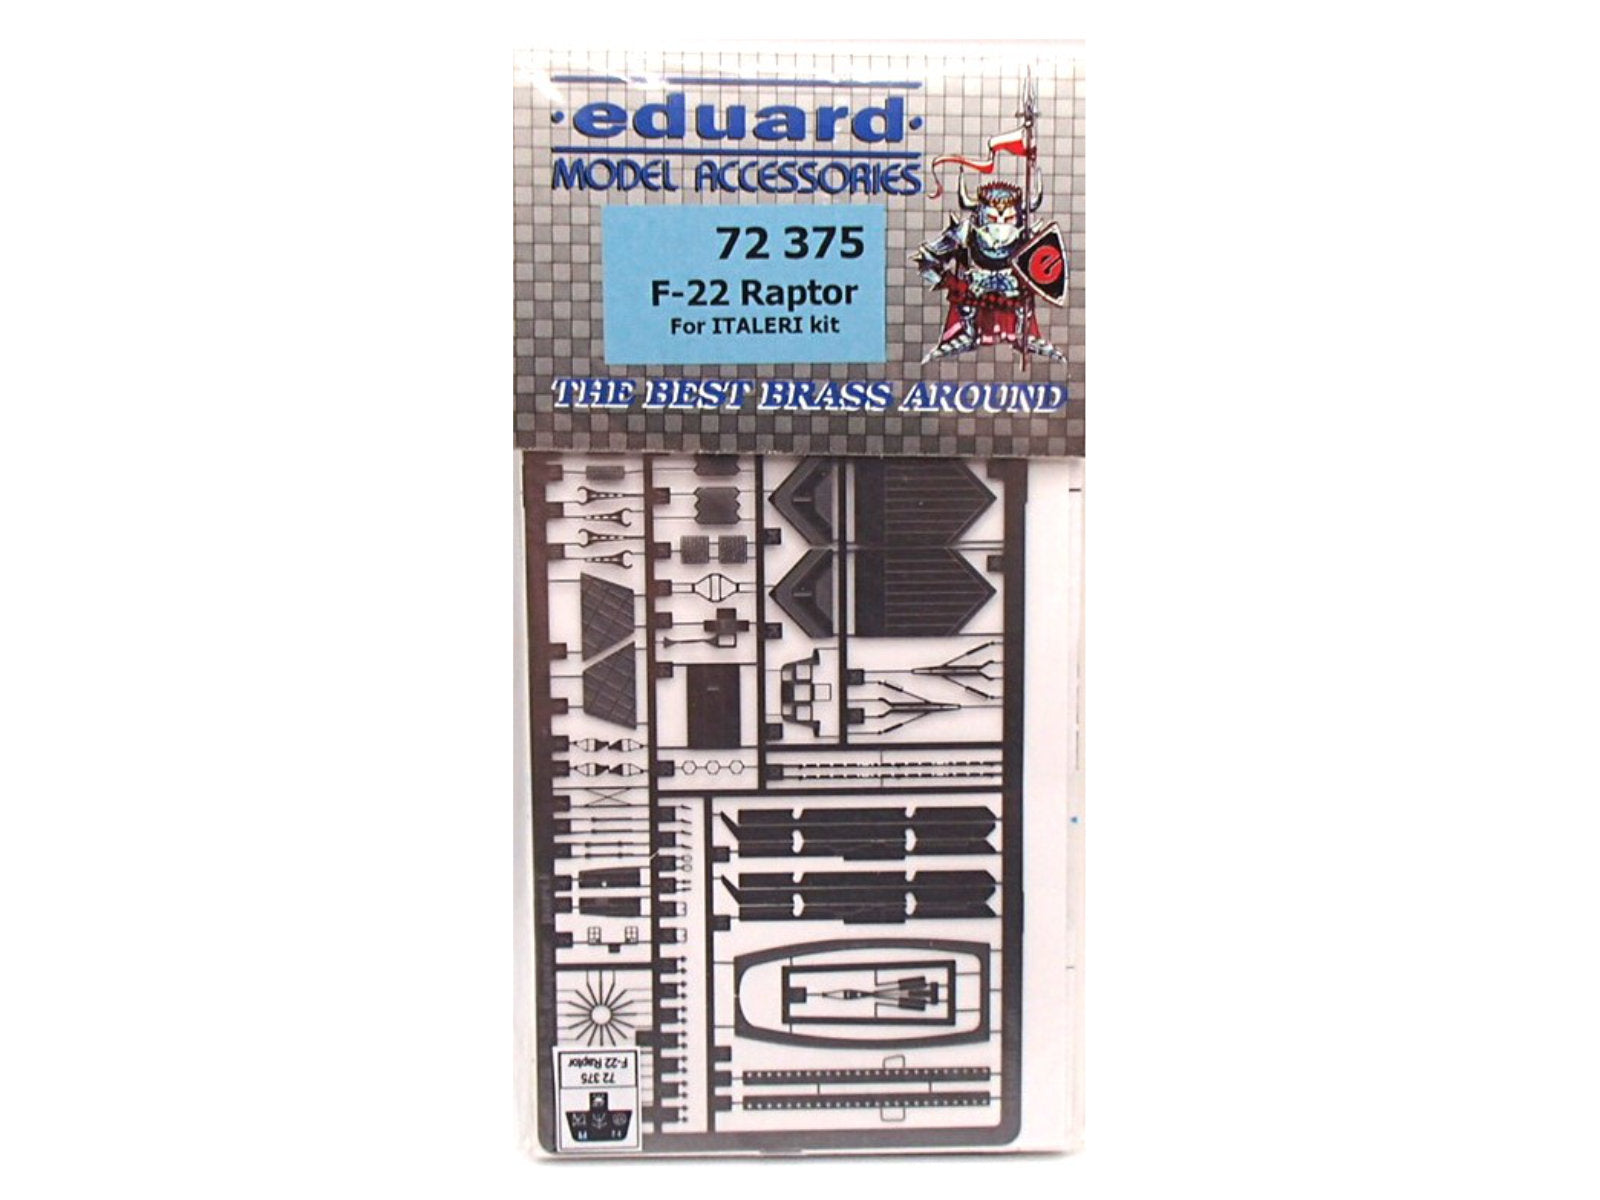 ·eduard·
MODEL ACCESSORIES
e
72 375
F-22 Raptor
For ITALERI kit
THE BEST BRASS AROUND
72 375
F-22 Raptor